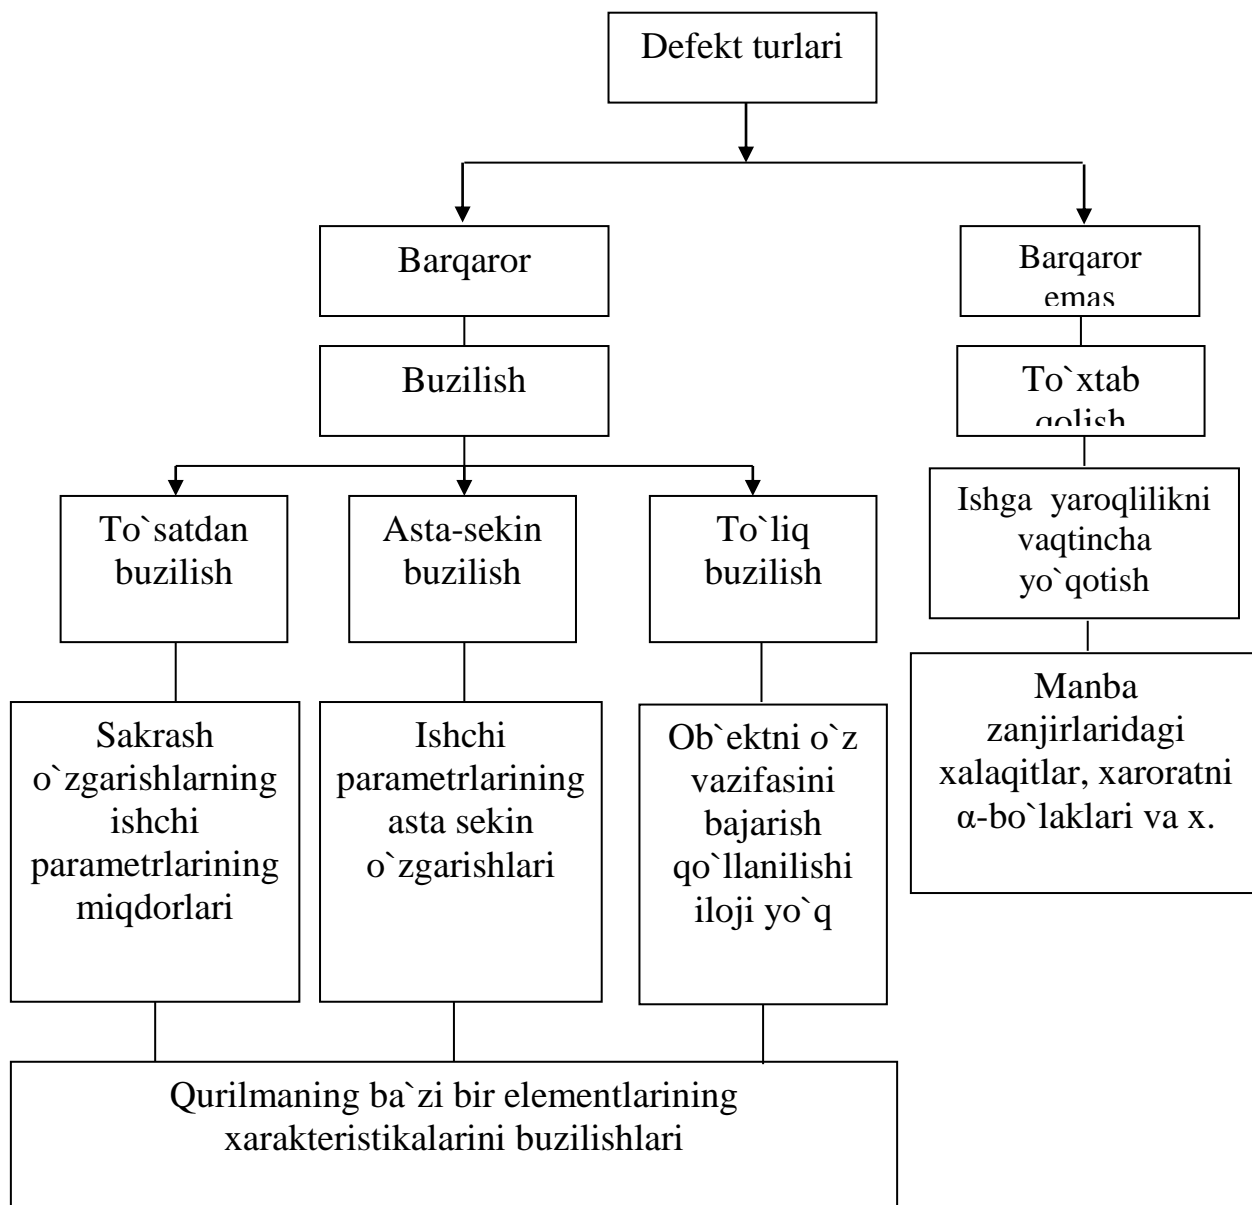 Defekt turlari
Barqaror
Barqaror
emas
Buzilish
To`xtab
qolish
To`satdan
buzilish
Asta-sekin
buzilish
To`liq
buzilish
Ishga yaroqlilikni
vaqtincha
yo`qotish
Sakrash
o`zgarishlarning
ishchi
parametrlarining
miqdorlari
Ishchi
parametrlarining
asta sekin
o`zgarishlari
Ob`ektni o`z
vazifasini
bajarish
qo`llanilishi
iloji yo`q
Manba
zanjirlaridagi
xalaqitlar, xaroratni
α-bo`laklari va x.
Qurilmaning ba`zi bir elementlarining
xarakteristikalarini buzilishlari